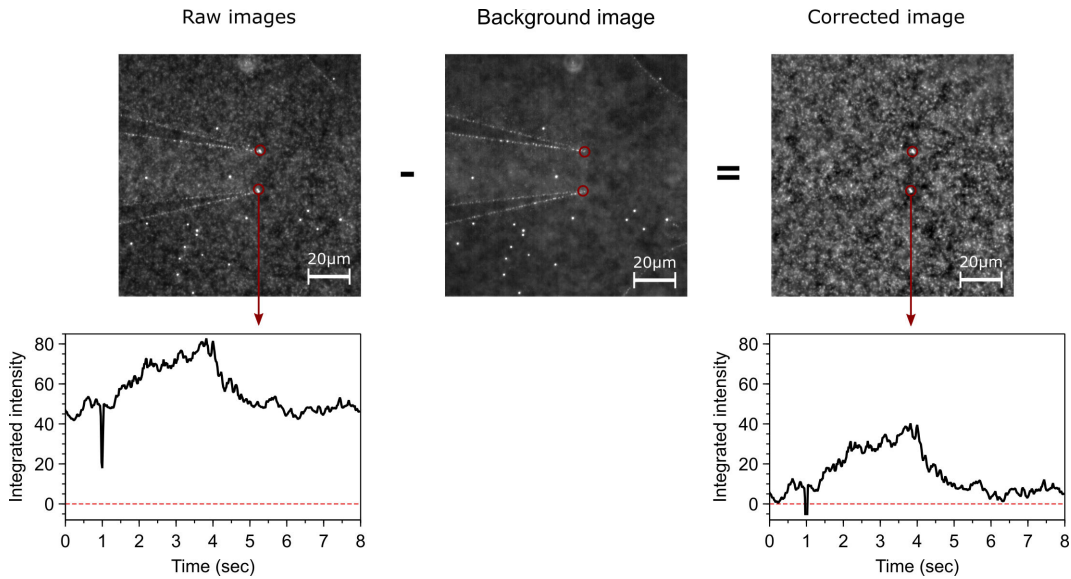 Raw images
Background image
Corrected image
-
=
20μm
20μm
20μm
Integrated intensity
80
60
40
20
0
0 1 2 3 4 5 6 7 8
Time (sec)
Integrated intensity
80
60
40
20
0
0 1 2 3 4 5 6 7 8
Time (sec)